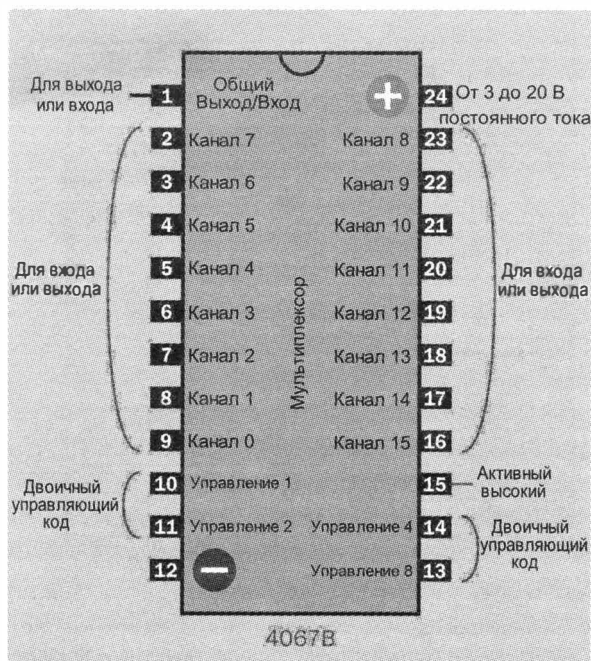 Для выхода
или входа
1
Общий
Выход/Вход
+
24
От 3 до 20 В
постоянного тока
2
Канал 7
Канал 8
23
3
Канал 6
Канал 9
22
4
Канал 5
Канал 10
21
Для входа
или выхода
5
Канал 4
Канал 11
20
Для входа
или выхода
6
Канал 3
Мультиплексор
Канал 12
19
7
Канал 2
Канал 13
18
8
Канал 1
Канал 14
17
9
Канал 0
Канал 15
16
Двоичный
управляющий
код
10
Управление 1
15
Активный
высокий
11
Управление 2
Управление 4
14
Двоичный
управляющий
код
12
−
Управление 8
13
4067B